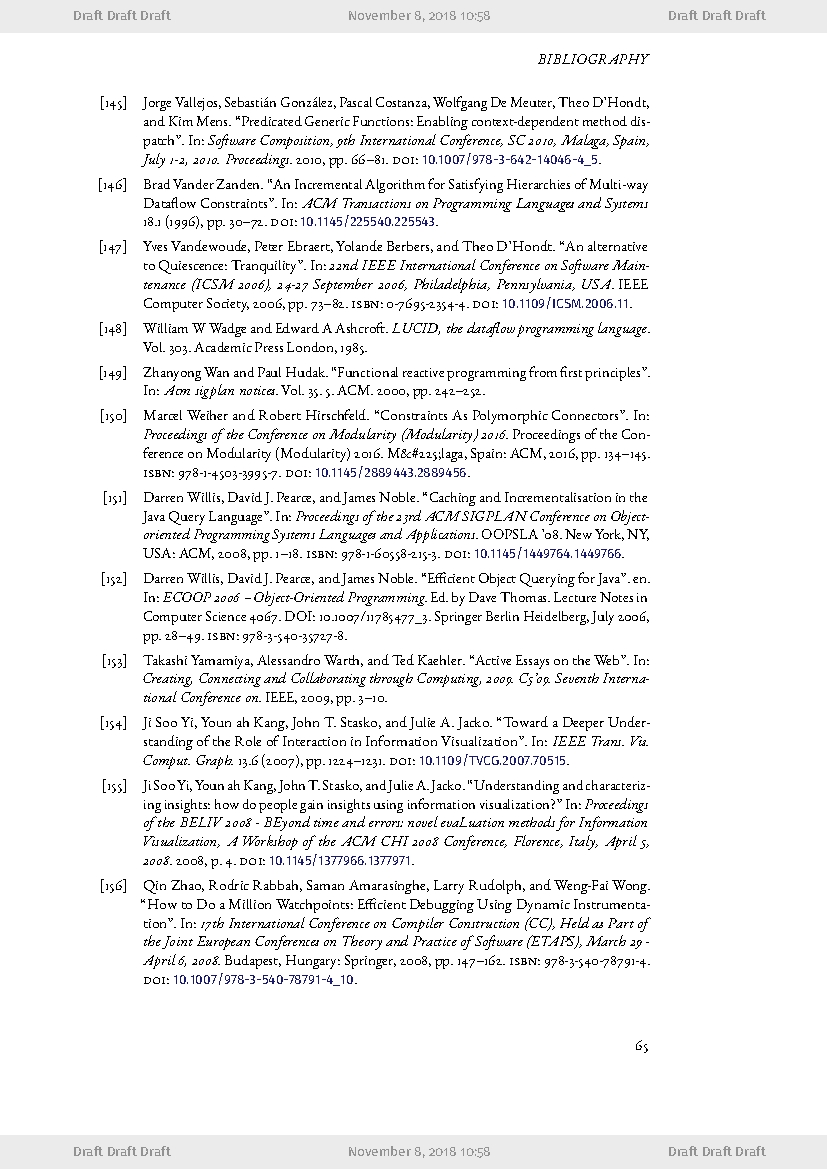 Draft Draft Draft November 8, 2018 10:58 Draft Draft Draft
BIBLIOGRAPHY
[145] Jorge Vallejos, Sebastián González, Pascal Costanza, Wolfgang De Meuter, Theo D’Hondt,
and Kim Mens. “Predicated Generic Functions: Enabling context-dependent method dis-
patch”. In: Software Composition, 9th International Conference, SC 2010, Malaga, Spain,
July 1-2, 2010. Proceedings. 2010, pp. 66–81. DOI: 10.1007/978-3-642-14046-4_5.
[146] Brad Vander Zanden. “An Incremental Algorithm for Satisfying Hierarchies of Multi-way
Dataflow Constraints”. In: ACM Transactions on Programming Languages and Systems
18.1 (1996), pp. 30–72. DOI: 10.1145/225540.225543.
[147] Yves Vandewoude, Peter Ebraert, Yolande Berbers, and Theo D’Hondt. “An alternative
to Quiescence: Tranquility”. In: 22nd IEEE International Conference on Software Main-
tenance (ICSM 2006), 24-27 September 2006, Philadelphia, Pennsylvania, USA. IEEE
Computer Society, 2006, pp. 73–82. ISBN: 0-7695-2354-4. DOI: 10.1109/ICSM.2006.11.
[148] William W Wadge and Edward A Ashcroft. LUCID, the dataflow programming language.
Vol. 303. Academic Press London, 1985.
[149] Zhanyong Wan and Paul Hudak. “Functional reactive programming from first principles”.
In: Acm sigplan notices. Vol. 35. 5. ACM. 2000, pp. 242–252.
[150] Marcel Weiher and Robert Hirschfeld. “Constraints As Polymorphic Connectors”. In:
Proceedings of the Conference on Modularity (Modularity) 2016. Proceedings of the Con-
ference on Modularity (Modularity) 2016. M&c#225;laga, Spain: ACM, 2016, pp. 134–145.
ISBN: 978-1-4503-3995-7. DOI: 10.1145/2889443.2889456.
[151] Darren Willis, David J. Pearce, and James Noble. “Caching and Incrementalisation in the
Java Query Language”. In: Proceedings of the 23rd ACM SIGPLAN Conference on Object-
oriented Programming Systems Languages and Applications. OOPSLA ’08. New York, NY,
USA: ACM, 2008, pp. 1–18. ISBN: 978-1-60558-215-3. DOI: 10.1145/1449764.1449766.
[152] Darren Willis, David J. Pearce, and James Noble. “Efficient Object Querying for Java”. en.
In: ECOOP 2006 – Object-Oriented Programming. Ed. by Dave Thomas. Lecture Notes in
Computer Science 4067. DOI: 10.1007/11785477_3. Springer Berlin Heidelberg, July 2006,
pp. 28–49. ISBN: 978-3-540-35727-8.
[153] Takashi Yamamiya, Alessandro Warth, and Ted Kaehler. “Active Essays on the Web”. In:
Creating, Connecting and Collaborating through Computing, 2009. C5’09. Seventh Interna-
tional Conference on. IEEE, 2009, pp. 3–10.
[154] Ji Soo Yi, Youn ah Kang, John T. Stasko, and Julie A. Jacko. “Toward a Deeper Under-
standing of the Role of Interaction in Information Visualization”. In: IEEE Trans. Vis.
Comput. Graph. 13.6 (2007), pp. 1224–1231. DOI: 10.1109/TVCG.2007.70515.
[155] Ji Soo Yi, Youn ah Kang, John T. Stasko, and Julie A. Jacko. “Understanding and characteriz-
ing insights: how do people gain insights using information visualization?” In: Proceedings
of the BELIV 2008 - BEyond time and errors: novel evaLuation methods for Information
Visualization, A Workshop of the ACM CHI 2008 Conference, Florence, Italy, April 5,
2008. 2008, p. 4. DOI: 10.1145/1377966.1377971.
[156] Qin Zhao, Rodric Rabbah, Saman Amarasinghe, Larry Rudolph, and Weng-Fai Wong.
“How to Do a Million Watchpoints: Efficient Debugging Using Dynamic Instrumenta-
tion”. In: 17th International Conference on Compiler Construction (CC), Held as Part of
the Joint European Conferences on Theory and Practice of Software (ETAPS), March 29 -
April 6, 2008. Budapest, Hungary: Springer, 2008, pp. 147–162. ISBN: 978-3-540-78791-4.
DOI: 10.1007/978-3-540-78791-4_10.
65
Draft Draft Draft November 8, 2018 10:58 Draft Draft Draft